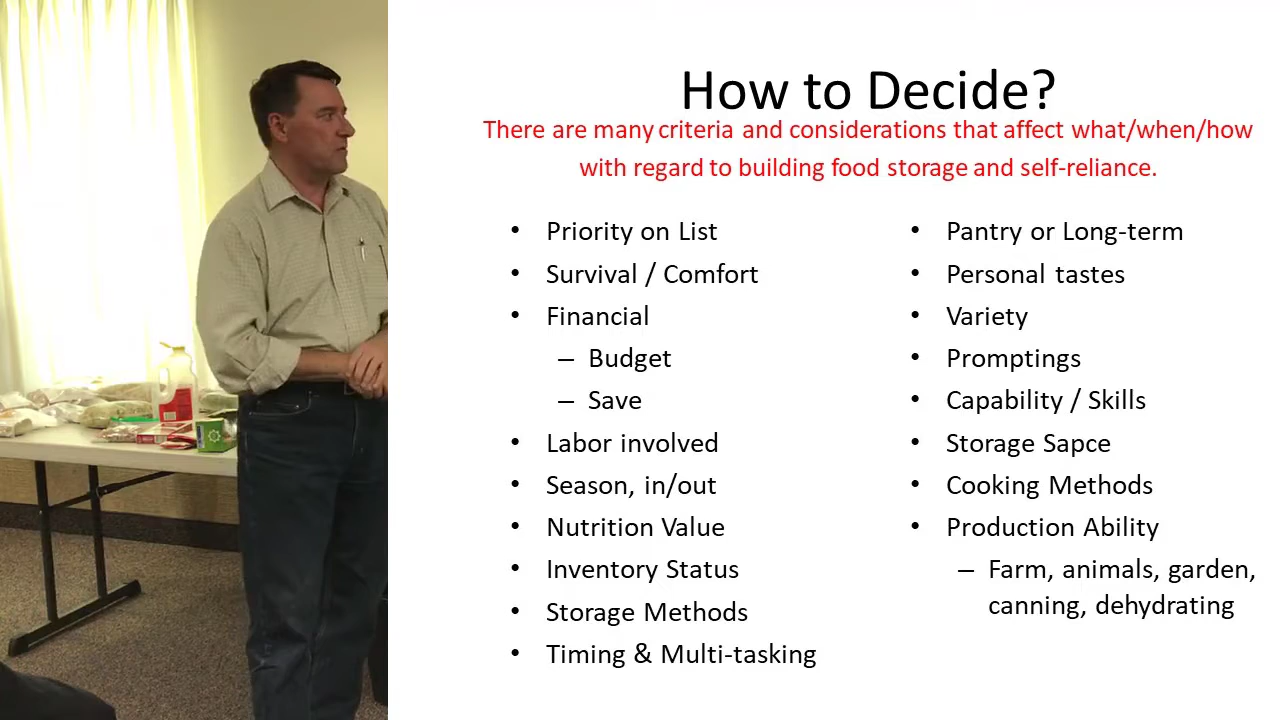 How to Decide?
There are many criteria and considerations that affect what/when/how
with regard to building food storage and self-reliance.
• Priority on List
• Survival / Comfort
• Financial
– Budget
– Save
• Labor involved
• Season, in/out
• Nutrition Value
• Inventory Status
• Storage Methods
• Timing & Multi-tasking
• Pantry or Long-term
• Personal tastes
• Variety
• Promptings
• Capability / Skills
• Storage Sapce
• Cooking Methods
• Production Ability
– Farm, animals, garden,
canning, dehydrating